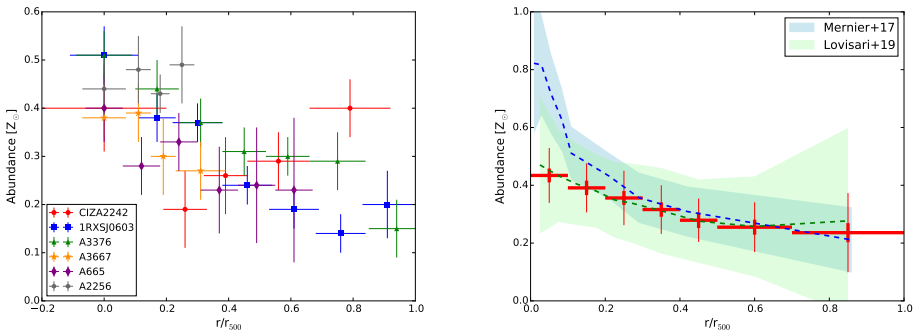 0.6
0.5
0.4
0.3
0.2
0.1
0.0
Abundance [Z☉]
CIZA2242
1RXSJ0603
A3376
A3667
A665
A2256
−0.2 0.0 0.2 0.4 0.6 0.8 1.0
r/r500
1.0
0.8
0.6
0.4
0.2
0.0
Abundance [Z☉]
Mernier+17
Lovisari+19
0.0 0.2 0.4 0.6 0.8 1.0
r/r500